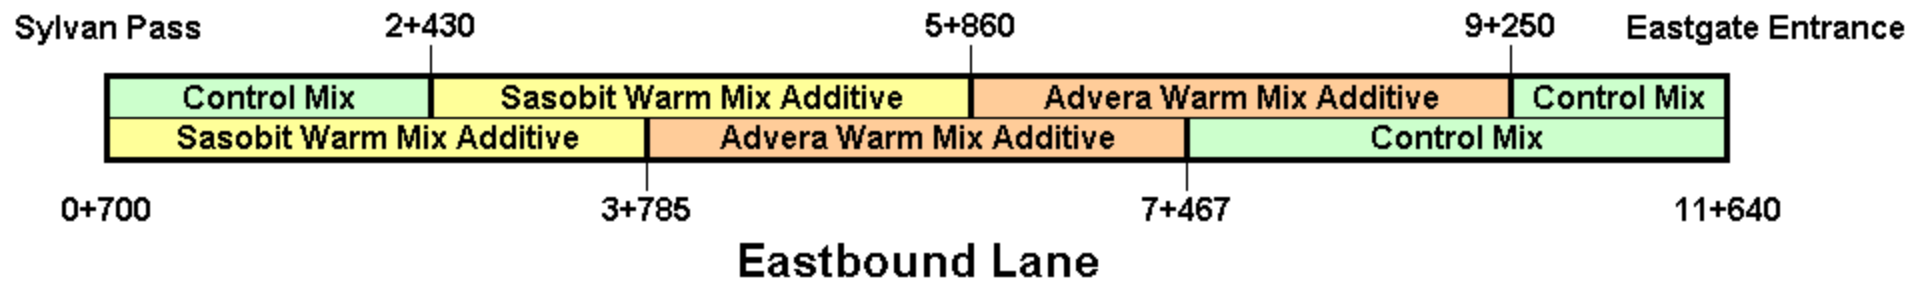 Sylvan Pass 2+430 5+860 9+250 Eastgate Entrance
Control Mix Sasobit Warm Mix Additive Advera Warm Mix Additive Control Mix
Sasobit Warm Mix Additive Advera Warm Mix Additive Control Mix
0+700 3+785 7+467 11+640
Eastbound Lane